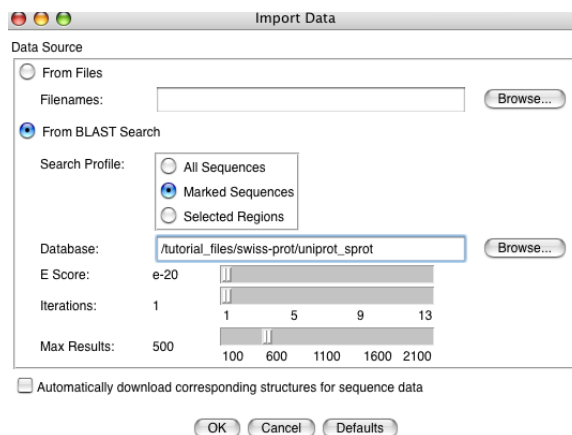 Import Data
Data Source
From Files
Filenames: Browse...
From BLAST Search
Search Profile: All Sequences
Marked Sequences
Selected Regions
Database: /tutorial_files/swiss-prot/uniprot_sprot Browse...
E Score: e-20
Iterations: 1
1 5 9 13
Max Results: 500
100 600 1100 1600 2100
Automatically download corresponding structures for sequence data
OK Cancel Defaults